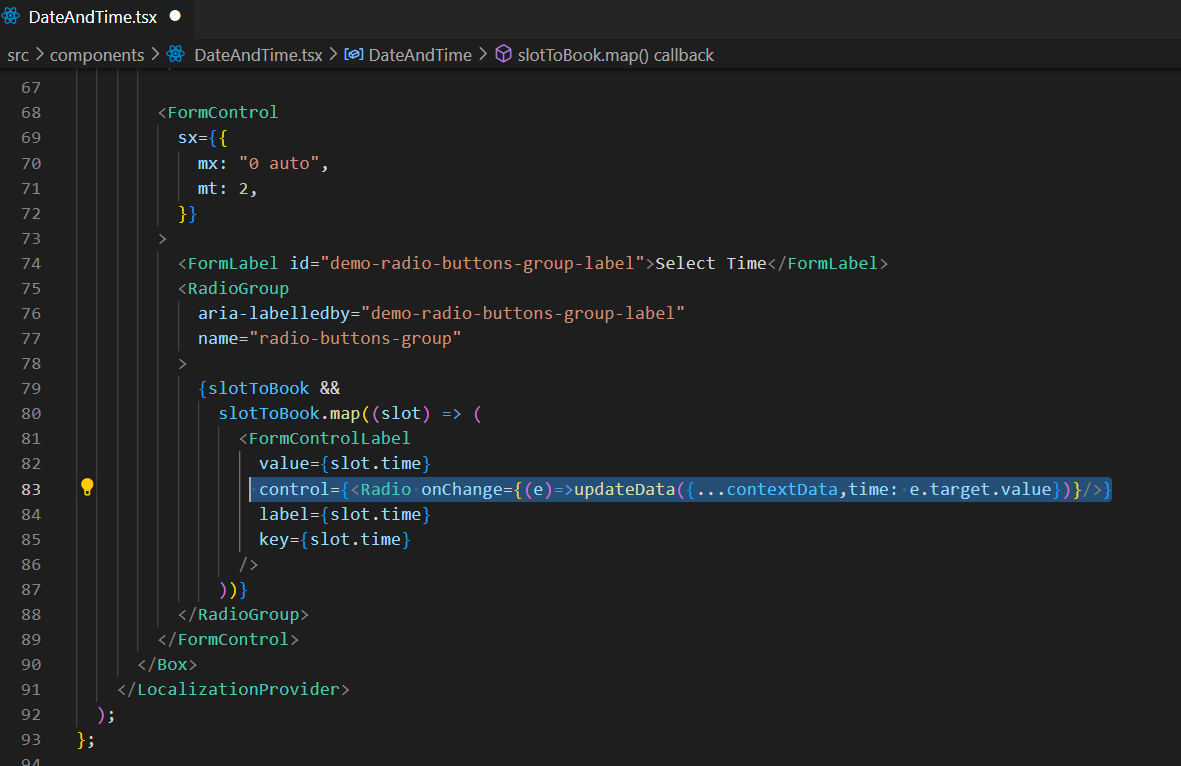 DateAndTime.tsx
src > components > DateAndTime.tsx > DateAndTime > slotToBook.map() callback
67
68 <FormControl
69 sx={{
70 mx: "0 auto",
71 mt: 2,
72 }}
73 >
74 <FormLabel id="demo-radio-buttons-group-label">Select Time</FormLabel>
75 <RadioGroup
76 aria-labelledby="demo-radio-buttons-group-label"
77 name="radio-buttons-group"
78 >
79 {slotToBook &&
80 slotToBook.map((slot) => (
81 <FormControlLabel
82 value={slot.time}
83 control={<Radio onChange={(e)=>updateData({...contextData,time: e.target.value})}/>}
84 label={slot.time}
85 key={slot.time}
86 />
87 ))}
88 </RadioGroup>
89 </FormControl>
90 </Box>
91 </LocalizationProvider>
92 );
93 };
94